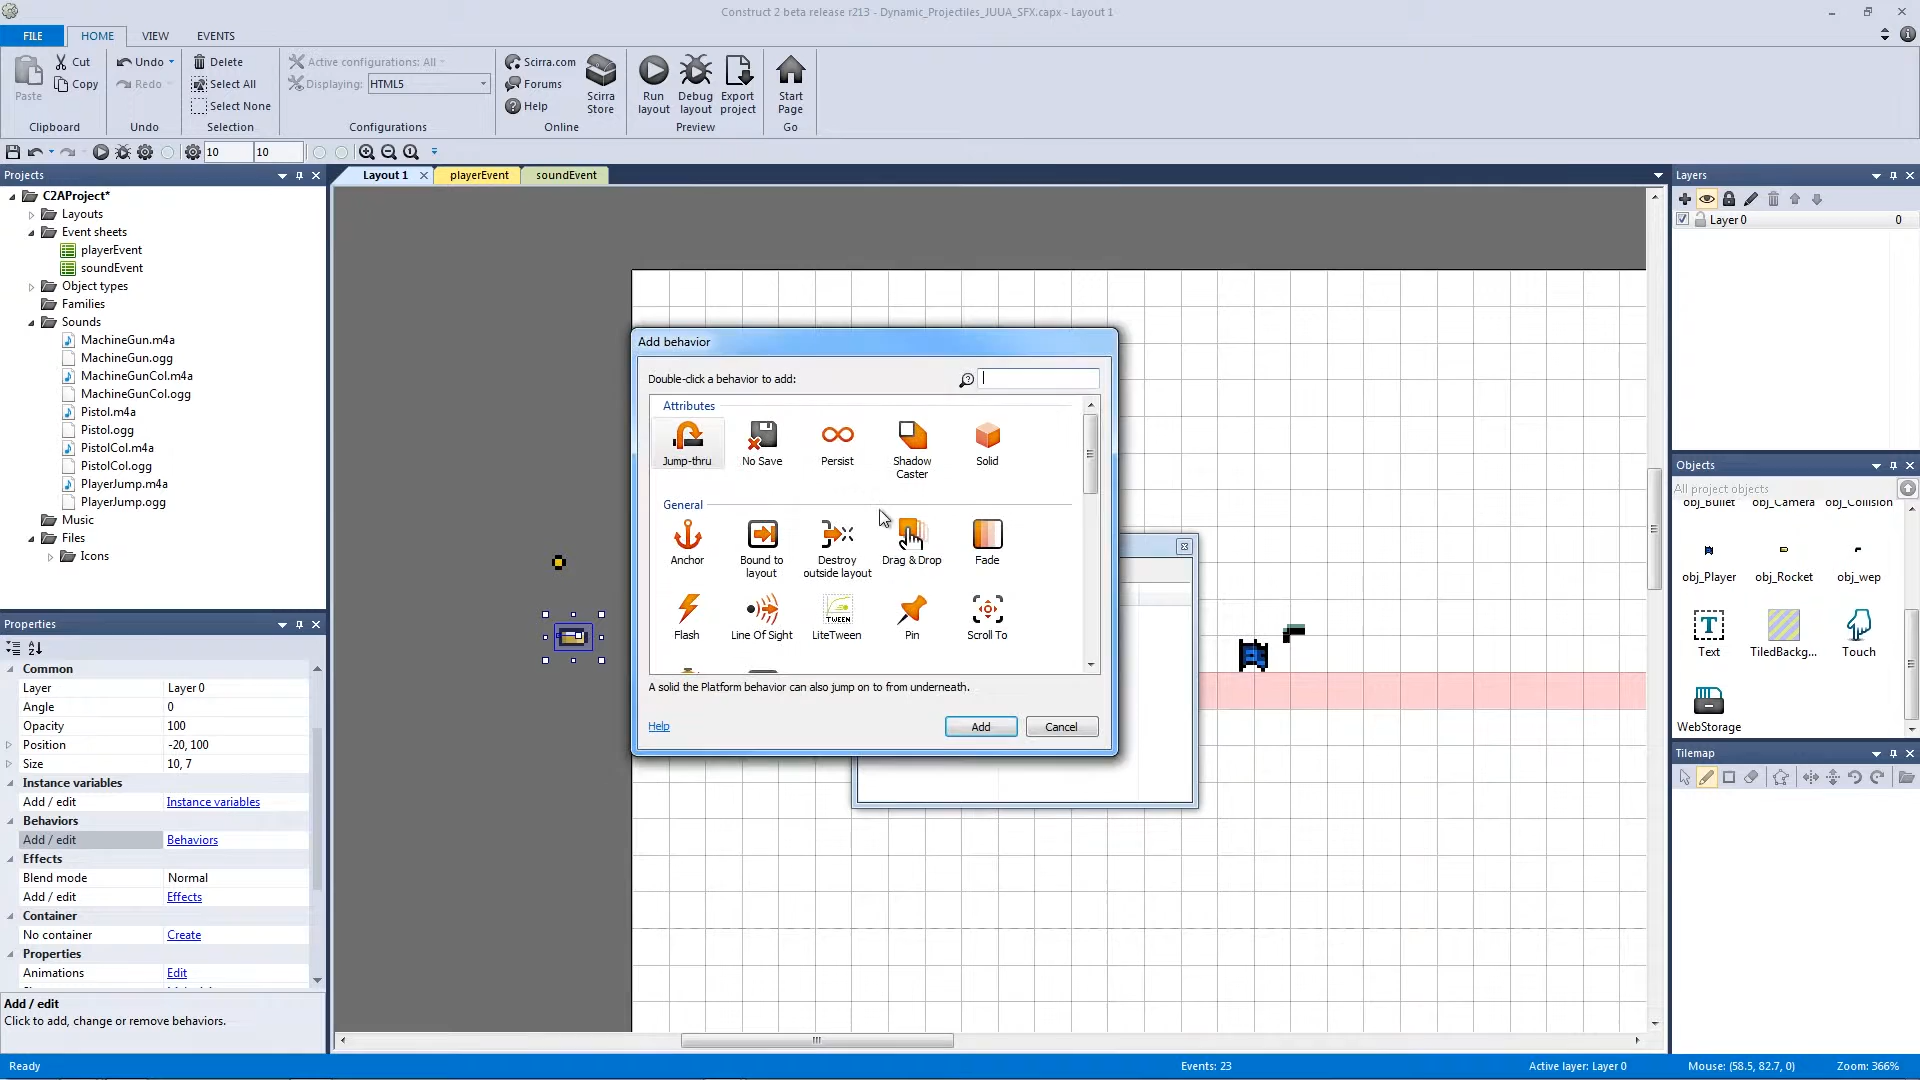 Construct 2 beta release r213 - Dynamic_Projectiles_JUUA_SFX.capx - Layout 1
FILE HOME VIEW EVENTS
Paste Cut Copy Clipboard
Undo Redo Undo
Delete Select All Select None Selection
Active configurations: All
Displaying: HTML5
Configurations
Scirra.com Forums Help Scirra Store Online
Run layout Debug layout Export project Preview
Start Page Go
10 10
Projects
Layout 1 playerEvent soundEvent
C2AProject*
Layouts
Event sheets
playerEvent
soundEvent
Object types
Families
Sounds
MachineGun.m4a
MachineGun.ogg
MachineGunCol.m4a
MachineGunCol.ogg
Pistol.m4a
Pistol.ogg
PistolCol.m4a
PistolCol.ogg
PlayerJump.m4a
PlayerJump.ogg
Music
Files
Icons
Properties
Common
Layer Layer 0
Angle 0
Opacity 100
Position -20, 100
Size 10, 7
Instance variables
Add / edit Instance variables
Behaviors
Add / edit Behaviors
Effects
Blend mode Normal
Add / edit Effects
Container
No container Create
Properties
Animations Edit
Add / edit
Click to add, change or remove behaviors.
Add behavior
Double-click a behavior to add:
Attributes
Jump-thru No Save Persist Shadow Caster Solid
General
Anchor Bound to layout Destroy outside layout Drag & Drop Fade
TWEEN
Flash Line Of Sight LiteTween Pin Scroll To
A solid the Platform behavior can also jump on to from underneath.
Help Add Cancel
Layers
Layer 0 0
Objects
All project objects
obj_Bullet obj_Camera obj_Collision
obj_Player obj_Rocket obj_wep
Text TiledBackg... Touch
WebStorage
Tilemap
Ready Events: 23 Active layer: Layer 0 Mouse: (58.5, 82.7, 0) Zoom: 366%